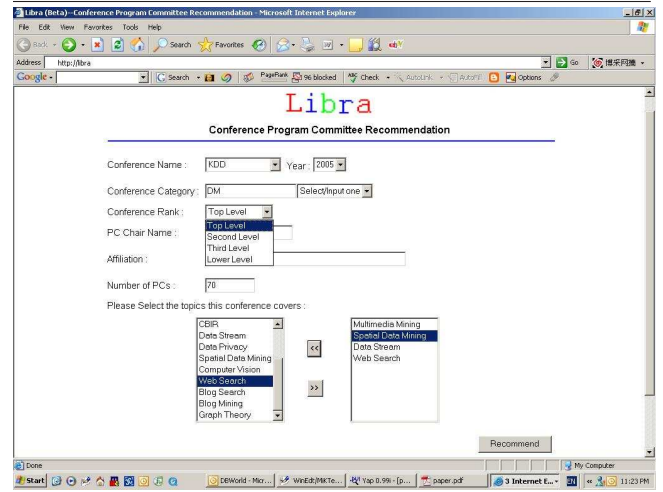 Libra (Beta)--Conference Program Committee Recommendation - Microsoft Internet Explorer
File Edit View Favorites Tools Help
Back Search Favorites
Address http://libra Go
Google - Search PageRank 96 blocked Check AutoLink AutoFill Options
Libra
Conference Program Committee Recommendation
Conference Name : KDD Year : 2005
Conference Category : DM Select/Input one
Conference Rank : Top Level
Top Level
Second Level
Third Level
Lower Level
PC Chair Name :
Affiliation :
Number of PCs : 70
Please Select the topics this conference covers :
CBIR
Data Stream
Data Privacy
Spatial Data Mining
Computer Vision
Web Search
Blog Search
Blog Mining
Graph Theory
<<
>>
Multimedia Mining
Spatial Data Mining
Data Stream
Web Search
Recommend
Done My Computer
Start DBWorld - Micr... WinEdt/MiKTe... Yap 0.99i - [p... paper.pdf 3 Internet E... EN 11:23 PM